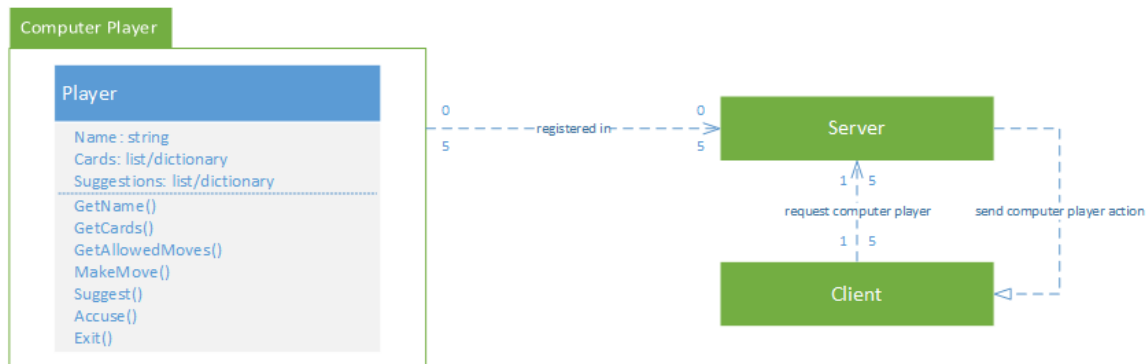 Computer Player
Player
Name : string
Cards: list/dictionary
Suggestions: list/dictionary
GetName()
GetCards()
GetAllowedMoves()
MakeMove()
Suggest()
Accuse()
Exit()
0
5
registered in
0
5
Server
1 5
request computer player
1 5
send computer player action
Client